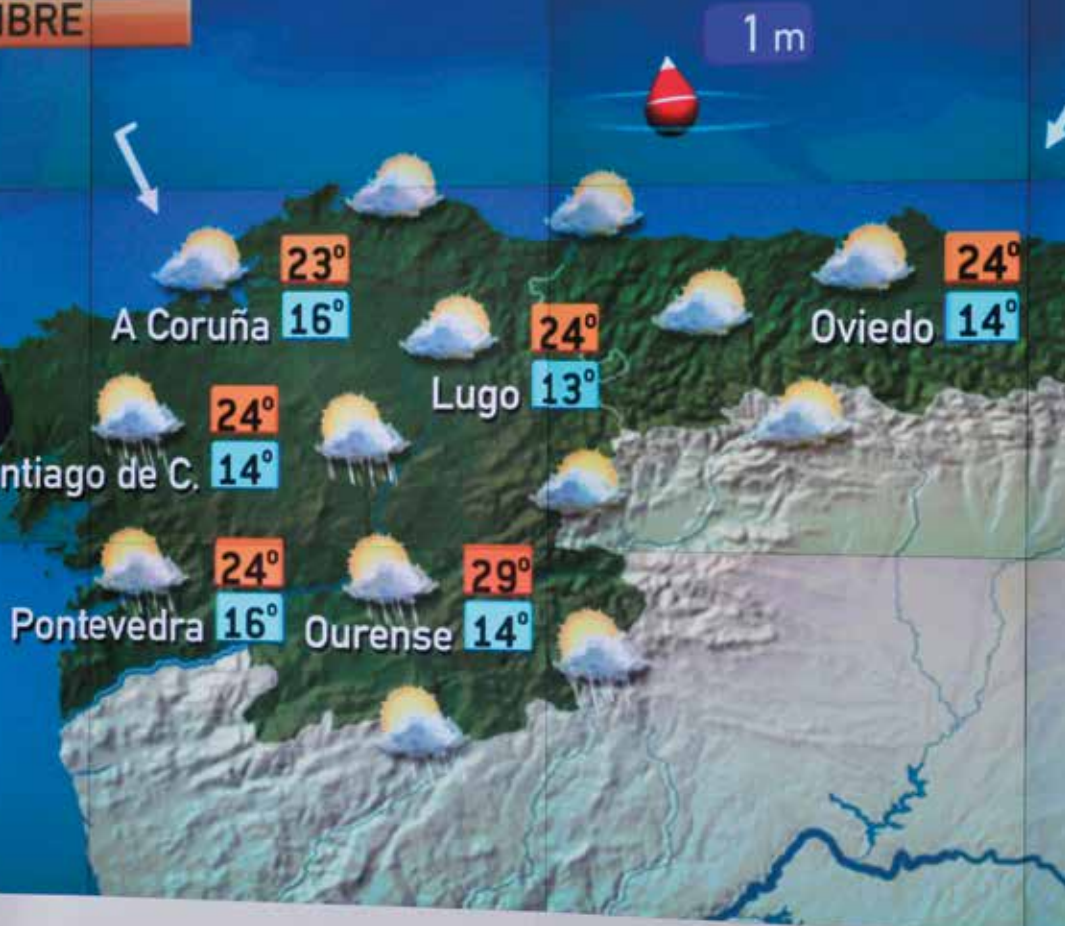 IBRE
1 m
23°
A Coruña 16°
24°
Oviedo 14°
24°
Lugo 13°
24°
ntiago de C. 14°
24°
Pontevedra 16°
29°
Ourense 14°